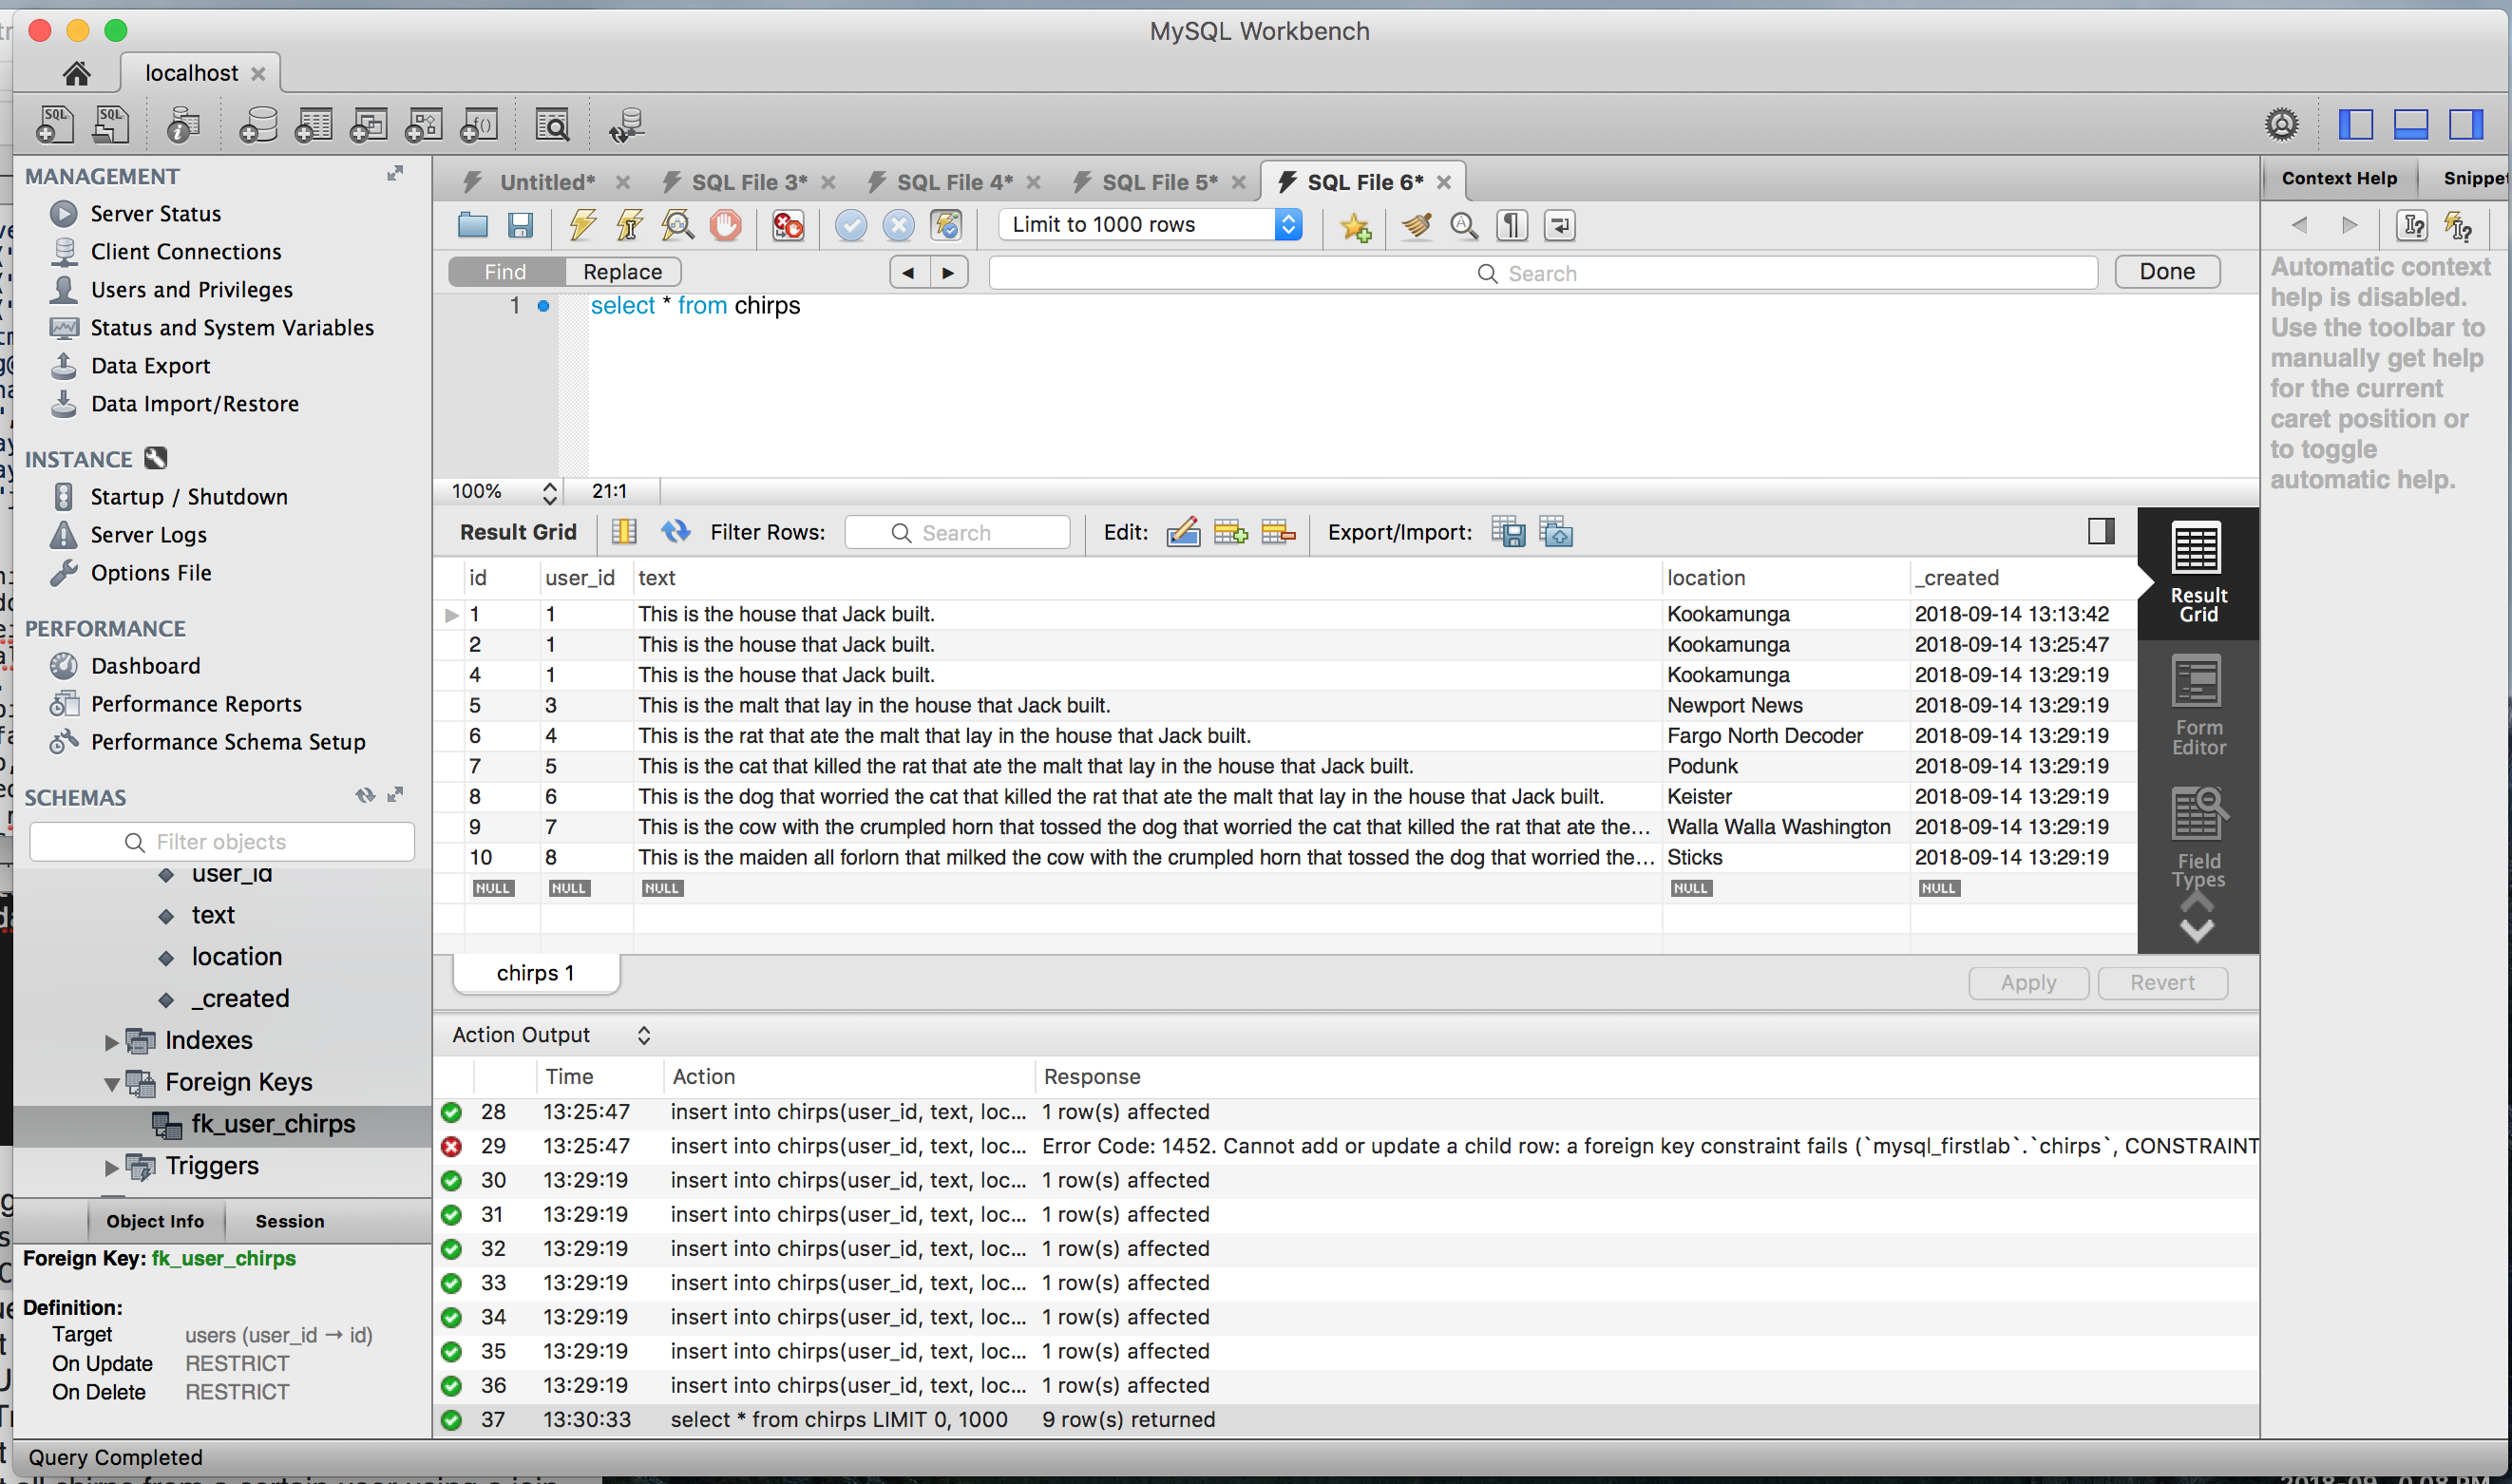 MySQL Workbench
localhost
MANAGEMENT
Server Status
Client Connections
Users and Privileges
Status and System Variables
Data Export
Data Import/Restore
INSTANCE
Startup / Shutdown
Server Logs
Options File
PERFORMANCE
Dashboard
Performance Reports
Performance Schema Setup
SCHEMAS
Filter objects
user_id
text
location
_created
Indexes
Foreign Keys
fk_user_chirps
Triggers
Object Info Session
Foreign Key: fk_user_chirps
Definition:
Target users (user_id → id)
On Update RESTRICT
On Delete RESTRICT
Query Completed
Untitled* SQL File 3* SQL File 4* SQL File 5* SQL File 6*
Limit to 1000 rows
Find Replace Search Done
1 select * from chirps
100% 21:1
Result Grid Filter Rows: Search Edit: Export/Import:
id user_id text location _created
1 1 This is the house that Jack built. Kookamunga 2018-09-14 13:13:42
2 1 This is the house that Jack built. Kookamunga 2018-09-14 13:25:47
4 1 This is the house that Jack built. Kookamunga 2018-09-14 13:29:19
5 3 This is the malt that lay in the house that Jack built. Newport News 2018-09-14 13:29:19
6 4 This is the rat that ate the malt that lay in the house that Jack built. Fargo North Decoder 2018-09-14 13:29:19
7 5 This is the cat that killed the rat that ate the malt that lay in the house that Jack built. Podunk 2018-09-14 13:29:19
8 6 This is the dog that worried the cat that killed the rat that ate the malt that lay in the house that Jack built. Keister 2018-09-14 13:29:19
9 7 This is the cow with the crumpled horn that tossed the dog that worried the cat that killed the rat that ate the... Walla Walla Washington 2018-09-14 13:29:19
10 8 This is the maiden all forlorn that milked the cow with the crumpled horn that tossed the dog that worried the... Sticks 2018-09-14 13:29:19
NULL NULL NULL NULL NULL
Result
Grid
Form
Editor
Field
Types
chirps 1
Apply Revert
Action Output
Time Action Response
28 13:25:47 insert into chirps(user_id, text, loc... 1 row(s) affected
29 13:25:47 insert into chirps(user_id, text, loc... Error Code: 1452. Cannot add or update a child row: a foreign key constraint fails (`mysql_firstlab`.`chirps`, CONSTRAINT
30 13:29:19 insert into chirps(user_id, text, loc... 1 row(s) affected
31 13:29:19 insert into chirps(user_id, text, loc... 1 row(s) affected
32 13:29:19 insert into chirps(user_id, text, loc... 1 row(s) affected
33 13:29:19 insert into chirps(user_id, text, loc... 1 row(s) affected
34 13:29:19 insert into chirps(user_id, text, loc... 1 row(s) affected
35 13:29:19 insert into chirps(user_id, text, loc... 1 row(s) affected
36 13:29:19 insert into chirps(user_id, text, loc... 1 row(s) affected
37 13:30:33 select * from chirps LIMIT 0, 1000 9 row(s) returned
Context Help
Automatic context
help is disabled.
Use the toolbar to
manually get help
for the current
caret position or
to toggle
automatic help.